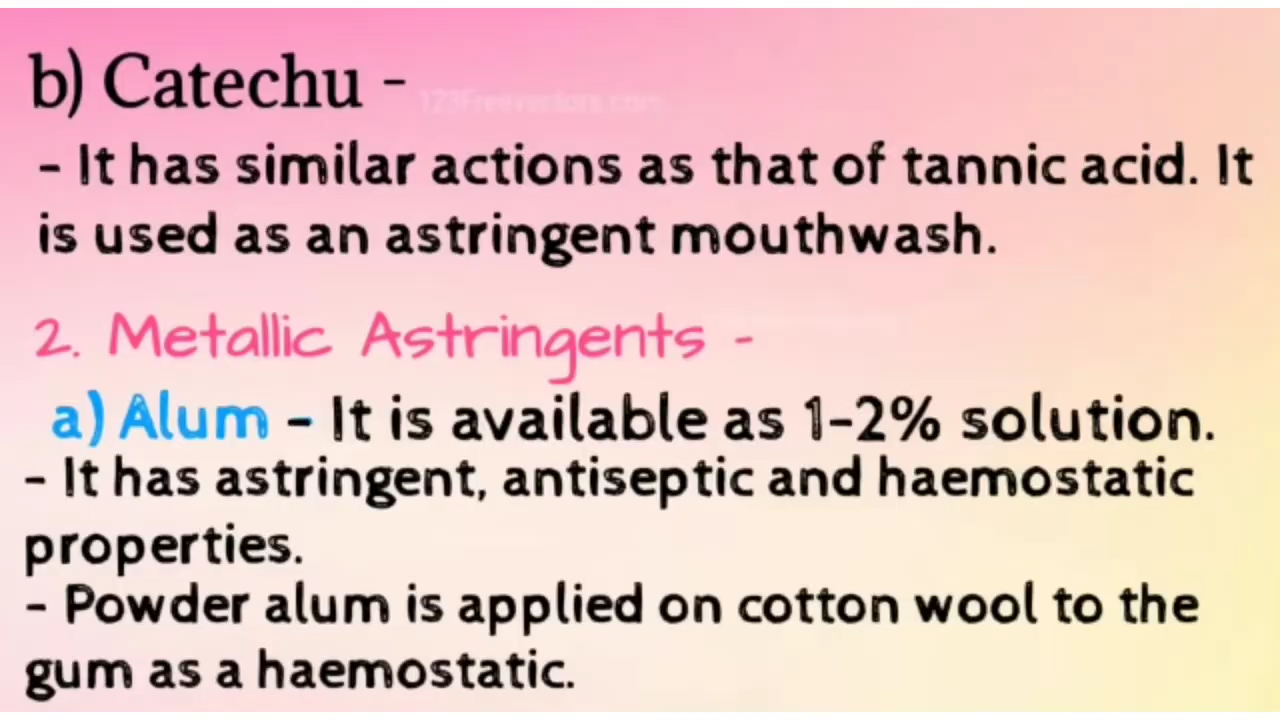 b) Catechu -
123Freevectors.com
- It has similar actions as that of tannic acid. It
is used as an astringent mouthwash.
2. Metallic Astringents -
a) Alum - It is available as 1-2% solution.
- It has astringent, antiseptic and haemostatic
properties.
- Powder alum is applied on cotton wool to the
gum as a haemostatic.